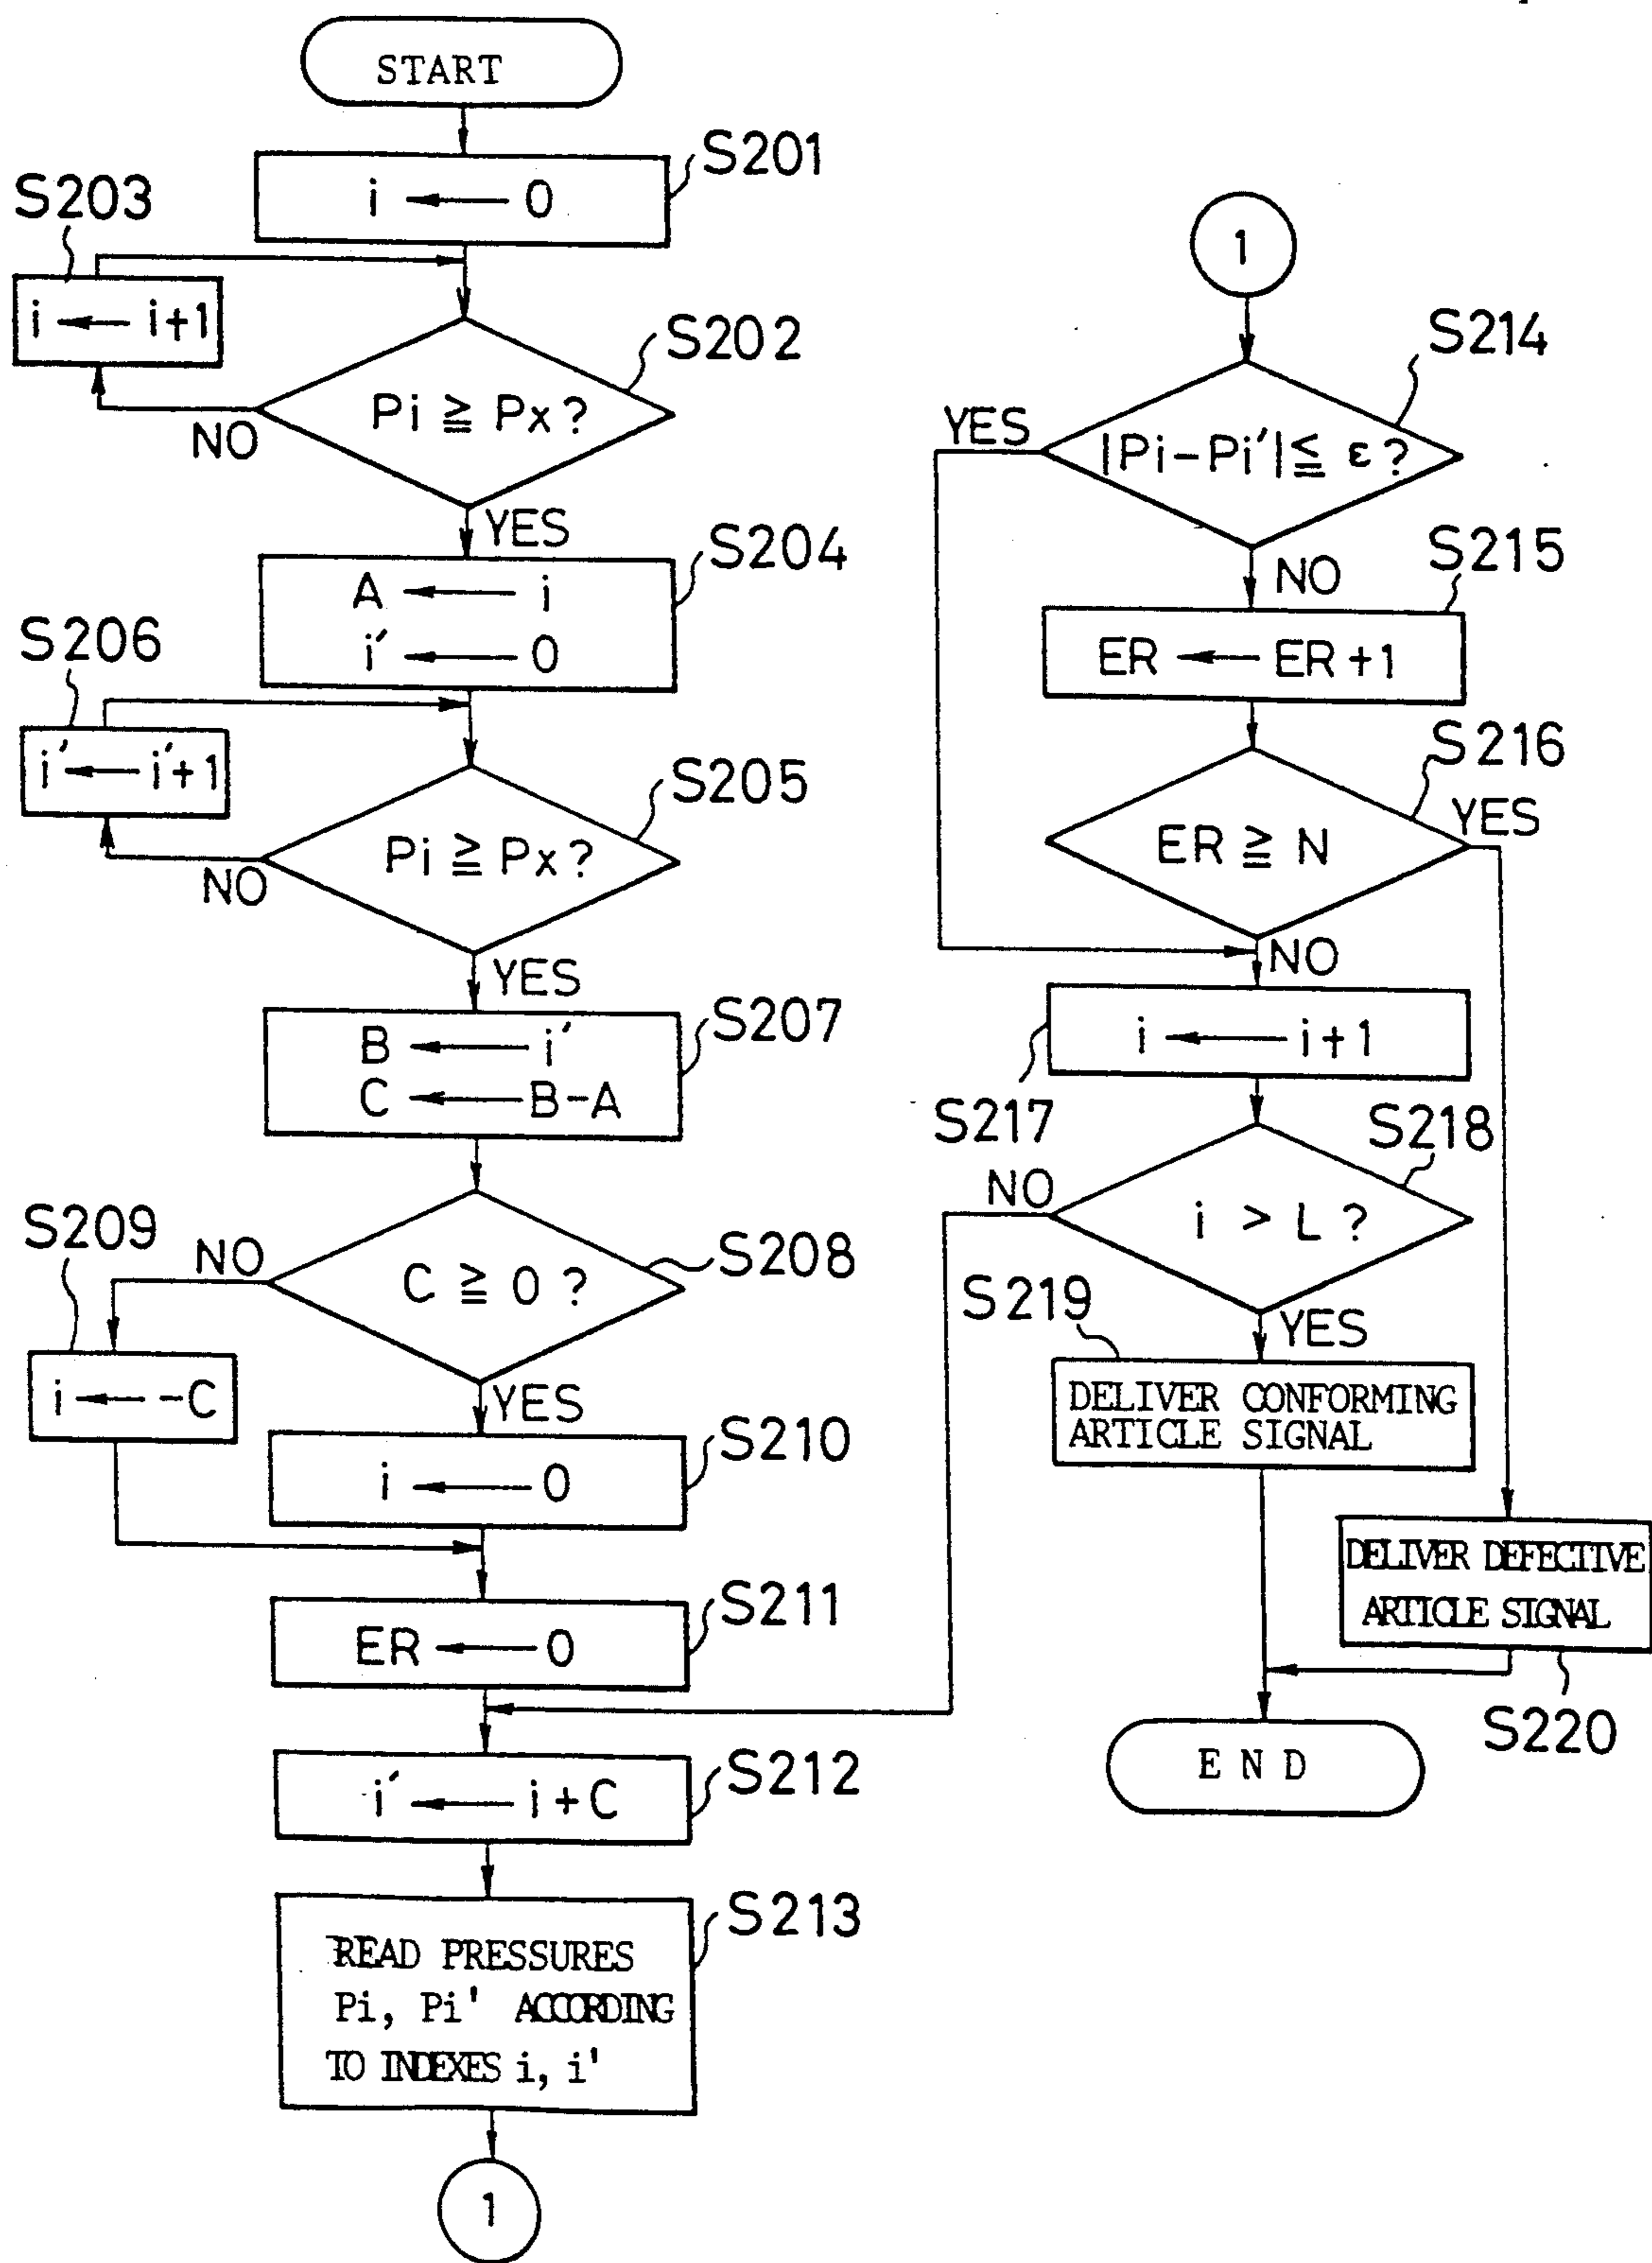 START
S201
i ← 0
S203
i ← i+1
S202
Pi ≧ Px ?
NO
YES
S204
A ← i
i′ ← 0
S206
i′ ← i′+1
S205
Pi ≧ Px ?
NO
YES
S207
B ← i′
C ← B-A
S209
NO
S208
C ≧ 0 ?
i ← -C
YES
S210
i ← 0
S211
ER ← 0
S212
i′ ← i + C
S213
READ PRESSURES
Pi, Pi' ACCORDING
TO INDEXES i, i'
1
1
S214
YES
|Pi-Pi′| ≦ ε ?
NO
S215
ER ← ER +1
S216
YES
ER ≧ N
NO
i ← i+1
S217
S218
NO
i > L ?
S219
YES
DELIVER CONFORMING
ARTICLE SIGNAL
DELIVER DEFECTIVE
ARTICLE SIGNAL
S220
END